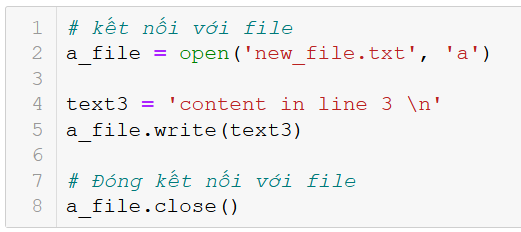 1 # kết nối với file
2 a_file = open('new_file.txt', 'a')
3
4 text3 = 'content in line 3 \n'
5 a_file.write(text3)
6
7 # Đóng kết nối với file
8 a_file.close()